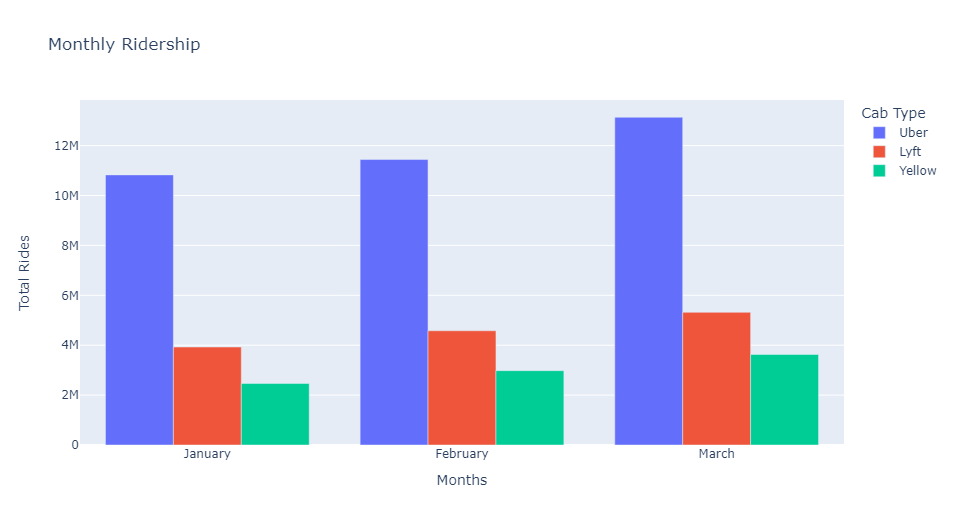 Monthly Ridership
Cab Type
Uber
Lyft
Yellow
Total Rides
12M
10M
8M
6M
4M
2M
0
January
February
March
Months